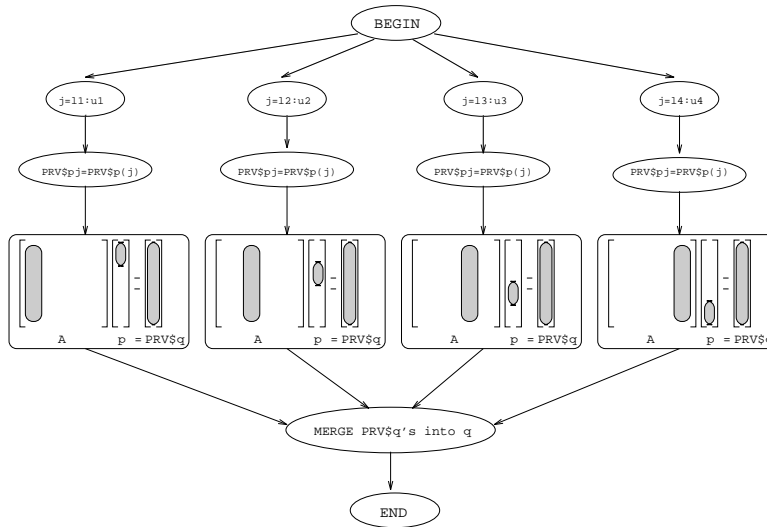 BEGIN
j=l1:u1
j=l2:u2
j=l3:u3
j=l4:u4
PRV$pj=PRV$p(j)
PRV$pj=PRV$p(j)
PRV$pj=PRV$p(j)
PRV$pj=PRV$p(j)
=
=
=
=
A p = PRV$q
A p = PRV$q
A p = PRV$q
A p = PRV$q
MERGE PRV$q's into q
END